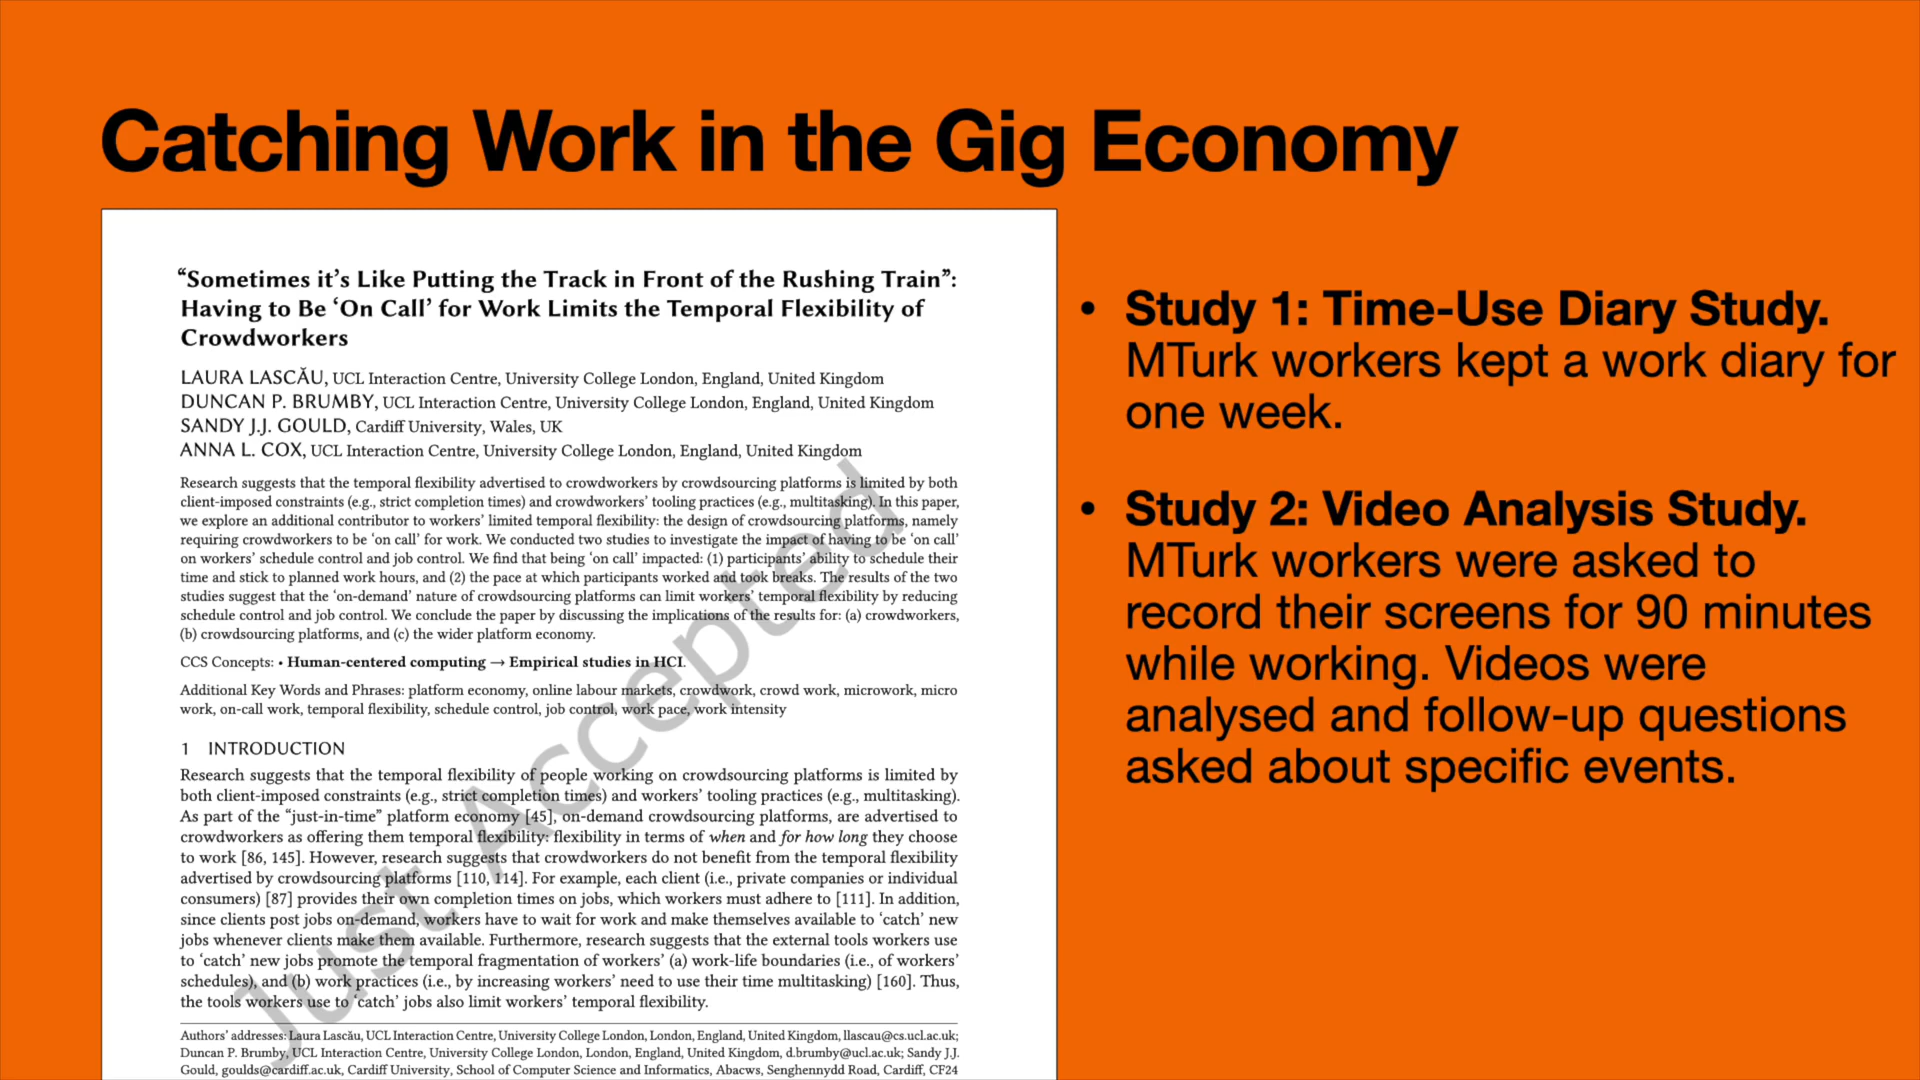 Catching Work in the Gig Economy
“Sometimes it’s Like Putting the Track in Front of the Rushing Train”:
Having to Be ‘On Call’ for Work Limits the Temporal Flexibility of
Crowdworkers
LAURA LASCĂU, UCL Interaction Centre, University College London, England, United Kingdom
DUNCAN P. BRUMBY, UCL Interaction Centre, University College London, England, United Kingdom
SANDY J.J. GOULD, Cardiff University, Wales, UK
ANNA L. COX, UCL Interaction Centre, University College London, England, United Kingdom
Research suggests that the temporal flexibility advertised to crowdworkers by crowdsourcing platforms is limited by both
client-imposed constraints (e.g., strict completion times) and crowdworkers’ tooling practices (e.g., multitasking). In this paper,
we explore an additional contributor to workers’ limited temporal flexibility: the design of crowdsourcing platforms, namely
requiring crowdworkers to be ‘on call’ for work. We conducted two studies to investigate the impact of having to be ‘on call’
on workers’ schedule control and job control. We find that being ‘on call’ impacted: (1) participants’ ability to schedule their
time and stick to planned work hours, and (2) the pace at which participants worked and took breaks. The results of the two
studies suggest that the ‘on-demand’ nature of crowdsourcing platforms can limit workers’ temporal flexibility by reducing
schedule control and job control. We conclude the paper by discussing the implications of the results for: (a) crowdworkers,
(b) crowdsourcing platforms, and (c) the wider platform economy.
CCS Concepts: • Human-centered computing → Empirical studies in HCI.
Additional Key Words and Phrases: platform economy, online labour markets, crowdwork, crowd work, microwork, micro
work, on-call work, temporal flexibility, schedule control, job control, work pace, work intensity
1 INTRODUCTION
Research suggests that the temporal flexibility of people working on crowdsourcing platforms is limited by
both client-imposed constraints (e.g., strict completion times) and workers’ tooling practices (e.g., multitasking).
As part of the “just-in-time” platform economy [45], on-demand crowdsourcing platforms, are advertised to
crowdworkers as offering them temporal flexibility: flexibility in terms of when and for how long they choose
to work [86, 145]. However, research suggests that crowdworkers do not benefit from the temporal flexibility
advertised by crowdsourcing platforms [110, 114]. For example, each client (i.e., private companies or individual
consumers) [87] provides their own completion times on jobs, which workers must adhere to [111]. In addition,
since clients post jobs on-demand, workers have to wait for work and make themselves available to ‘catch’ new
jobs whenever clients make them available. Furthermore, research suggests that the external tools workers use
to ‘catch’ new jobs promote the temporal fragmentation of workers’ (a) work-life boundaries (i.e., of workers’
schedules), and (b) work practices (i.e., by increasing workers’ need to use their time multitasking) [160]. Thus,
the tools workers use to ‘catch’ jobs also limit workers’ temporal flexibility.
Authors’ addresses: Laura Lascău, UCL Interaction Centre, University College London, London, England, United Kingdom, llascau@cs.ucl.ac.uk;
Duncan P. Brumby, UCL Interaction Centre, University College London, London, England, United Kingdom, d.brumby@ucl.ac.uk; Sandy J.J.
Gould, goulds@cardiff.ac.uk, Cardiff University, School of Computer Science and Informatics, Abacws, Senghennydd Road, Cardiff, CF24
Just Accepted
• Study 1: Time-Use Diary Study.
MTurk workers kept a work diary for
one week.
• Study 2: Video Analysis Study.
MTurk workers were asked to
record their screens for 90 minutes
while working. Videos were
analysed and follow-up questions
asked about specific events.